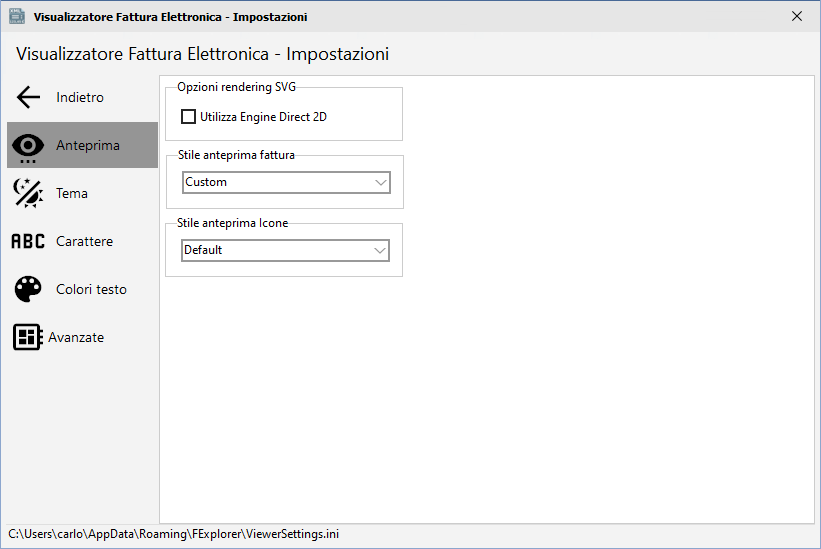 Visualizzatore Fattura Elettronica - Impostazioni
Visualizzatore Fattura Elettronica - Impostazioni
Indietro
Anteprima
Tema
ABC Carattere
Colori testo
Avanzate
Opzioni rendering SVG
Utilizza Engine Direct 2D
Stile anteprima fattura
Custom
Stile anteprima Icone
Default
C:\Users\carlo\AppData\Roaming\FExplorer\ViewerSettings.ini